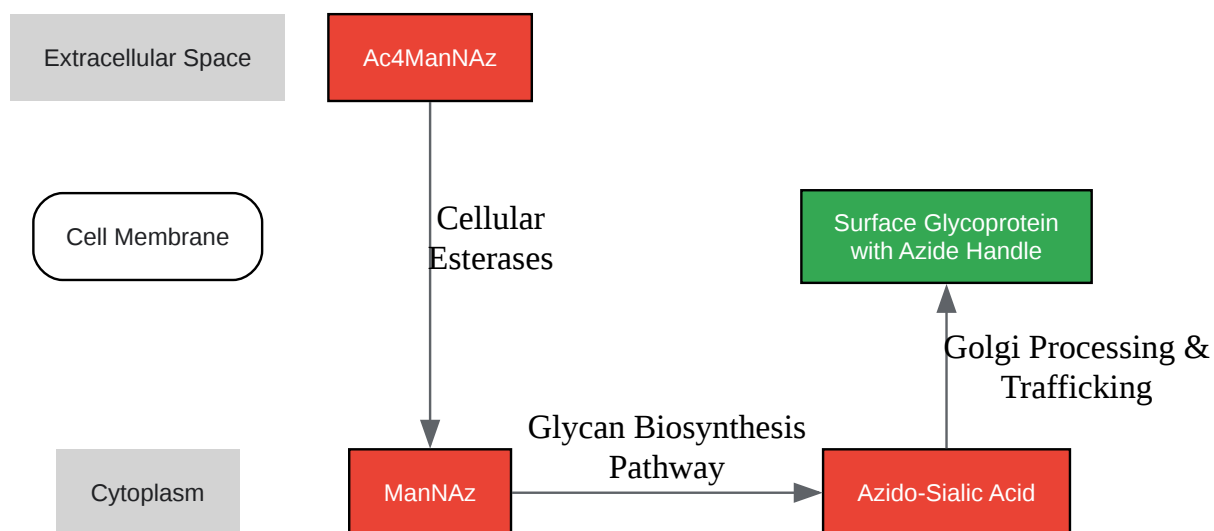 Extracellular Space
Ac4ManNAz
Cell Membrane
Cellular
Esterases
Surface Glycoprotein
with Azide Handle
Golgi Processing &
Trafficking
Glycan Biosynthesis
Pathway
Cytoplasm
ManNAz
Azido-Sialic Acid